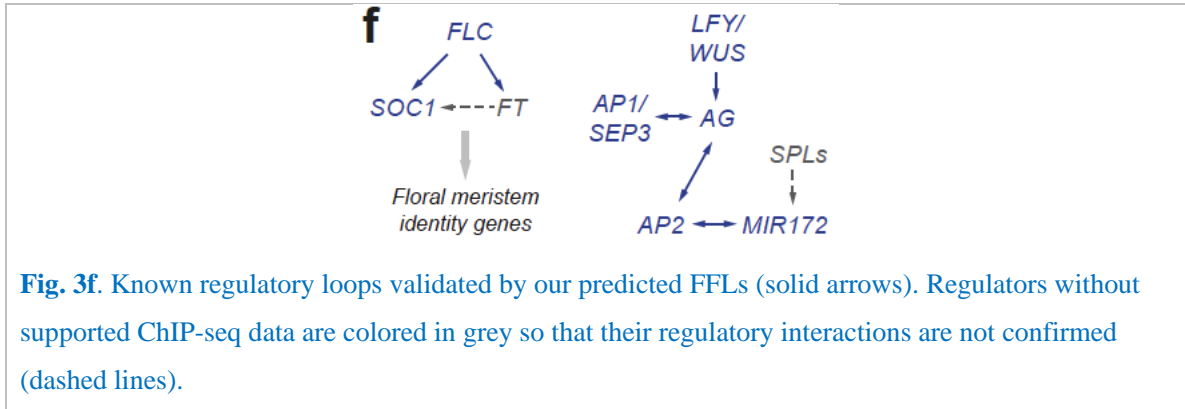 f
FLC
SOC1
FT
Floral meristem
identity genes
LFY/
WUS
AP1/
SEP3
AG
SPLs
AP2
MIR172
Fig. 3f. Known regulatory loops validated by our predicted FFLs (solid arrows). Regulators without
supported ChIP-seq data are colored in grey so that their regulatory interactions are not confirmed
(dashed lines).